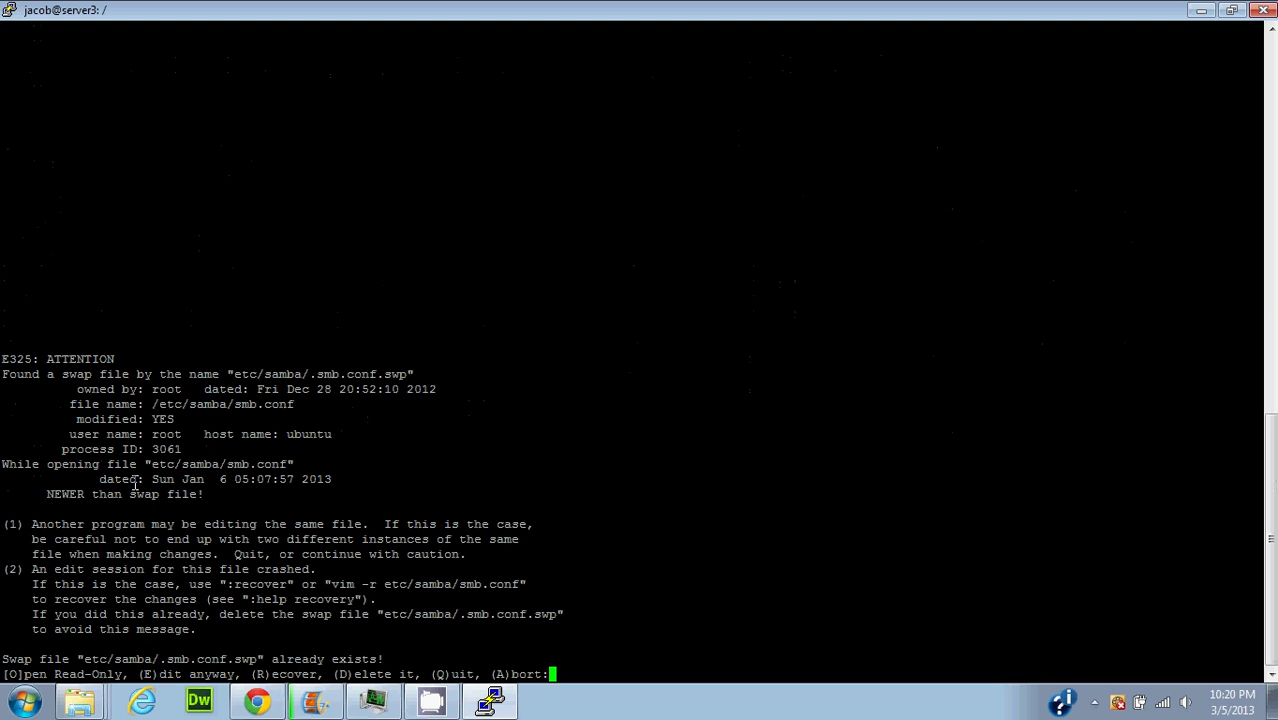 jacob@server3: /
E325: ATTENTION
Found a swap file by the name "etc/samba/.smb.conf.swp"
owned by: root   dated: Fri Dec 28 20:52:10 2012
file name: /etc/samba/smb.conf
modified: YES
user name: root   host name: ubuntu
process ID: 3061
While opening file "etc/samba/smb.conf"
dated: Sun Jan  6 05:07:57 2013
NEWER than swap file!
(1) Another program may be editing the same file.  If this is the case,
be careful not to end up with two different instances of the same
file when making changes.  Quit, or continue with caution.
(2) An edit session for this file crashed.
If this is the case, use ":recover" or "vim -r etc/samba/smb.conf"
to recover the changes (see ":help recovery").
If you did this already, delete the swap file "etc/samba/.smb.conf.swp"
to avoid this message.
Swap file "etc/samba/.smb.conf.swp" already exists!
[O]pen Read-Only, (E)dit anyway, (R)ecover, (D)elete it, (Q)uit, (A)bort:
Dw
10:20 PM
3/5/2013